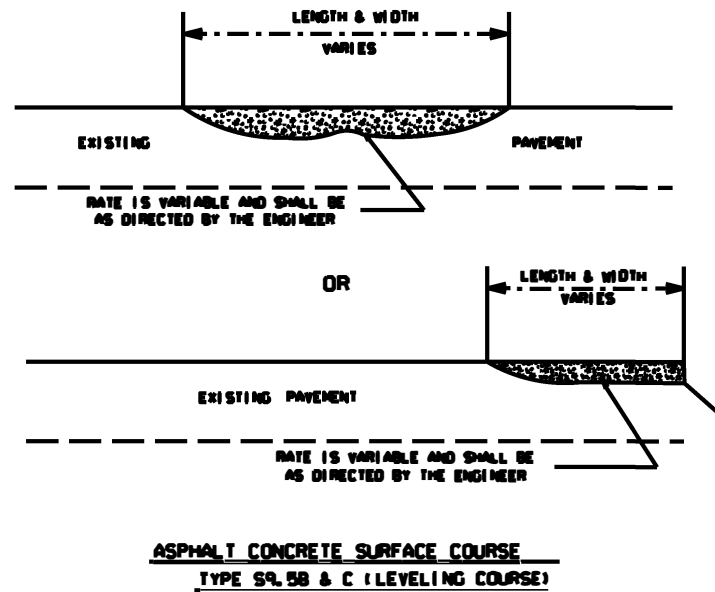 LENGTH & WIDTH
VARIES
EXISTING
PAVEMENT
RATE IS VARIABLE AND SHALL BE
AS DIRECTED BY THE ENGINEER
OR
LENGTH & WIDTH
VARIES
EXISTING PAVEMENT
RATE IS VARIABLE AND SHALL BE
AS DIRECTED BY THE ENGINEER
ASPHALT CONCRETE SURFACE COURSE
TYPE S9.5B & C (LEVELING COURSE)